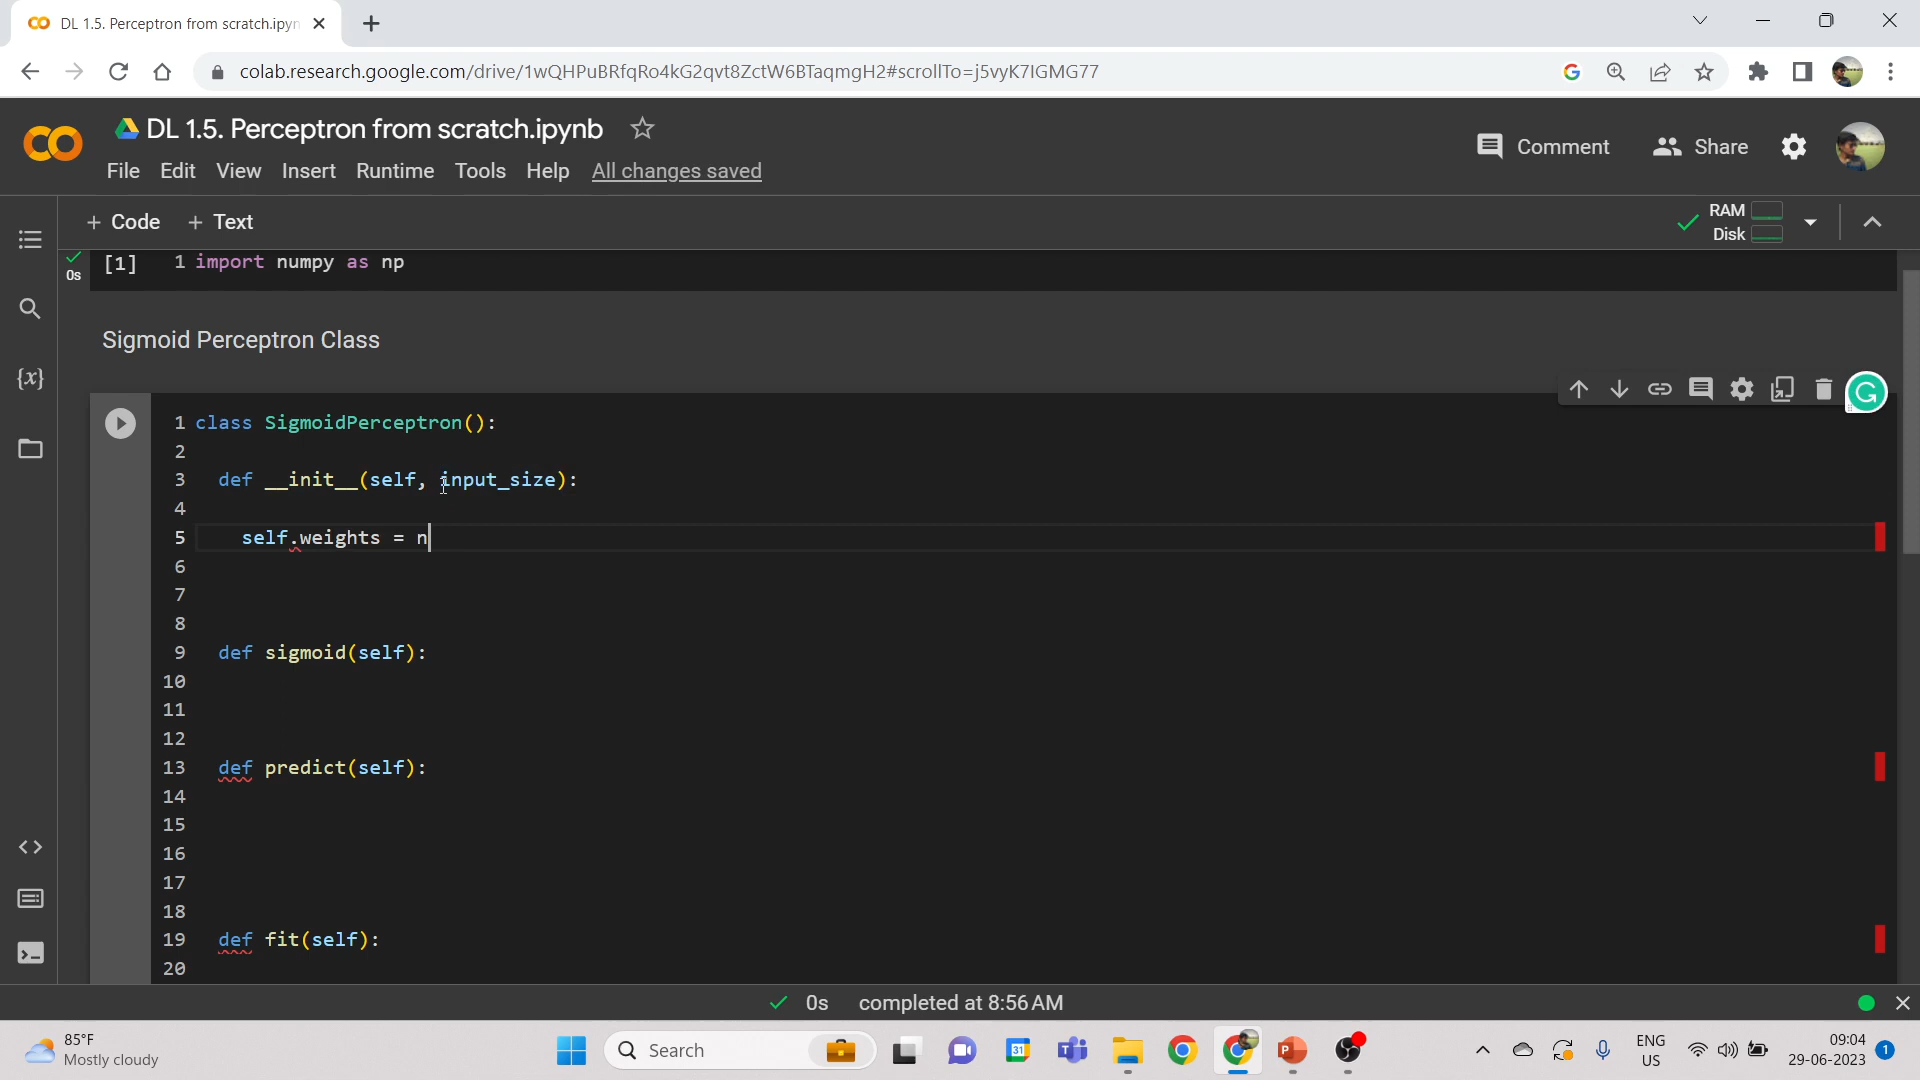 DL 1.5. Perceptron from scratch.ipyn
colab.research.google.com/drive/1wQHPuBRfqRo4kG2qvt8ZctW6BTaqmgH2#scrollTo=j5vyK7IGMG77
DL 1.5. Perceptron from scratch.ipynb
Comment Share
File Edit View Insert Runtime Tools Help All changes saved
+ Code + Text
RAM
Disk
0s
[1] 1 import numpy as np
Sigmoid Perceptron Class
{x}
1 class SigmoidPerceptron():
2
3 def __init__(self, input_size):
4
5 self.weights = n
6
7
8
9 def sigmoid(self):
10
11
12
13 def predict(self):
14
15
16
17
18
19 def fit(self):
20
0s completed at 8:56 AM
85°F
Mostly cloudy
Search
31
ENG
US
09:04
29-06-2023
1